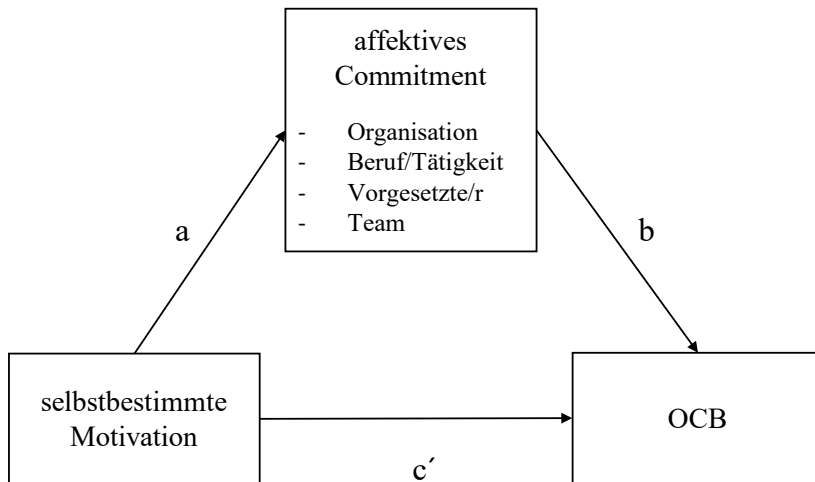 affektives
Commitment
- Organisation
- Beruf/Tätigkeit
- Vorgesetzte/r
- Team
a
b
selbstbestimmte
Motivation
OCB
c´